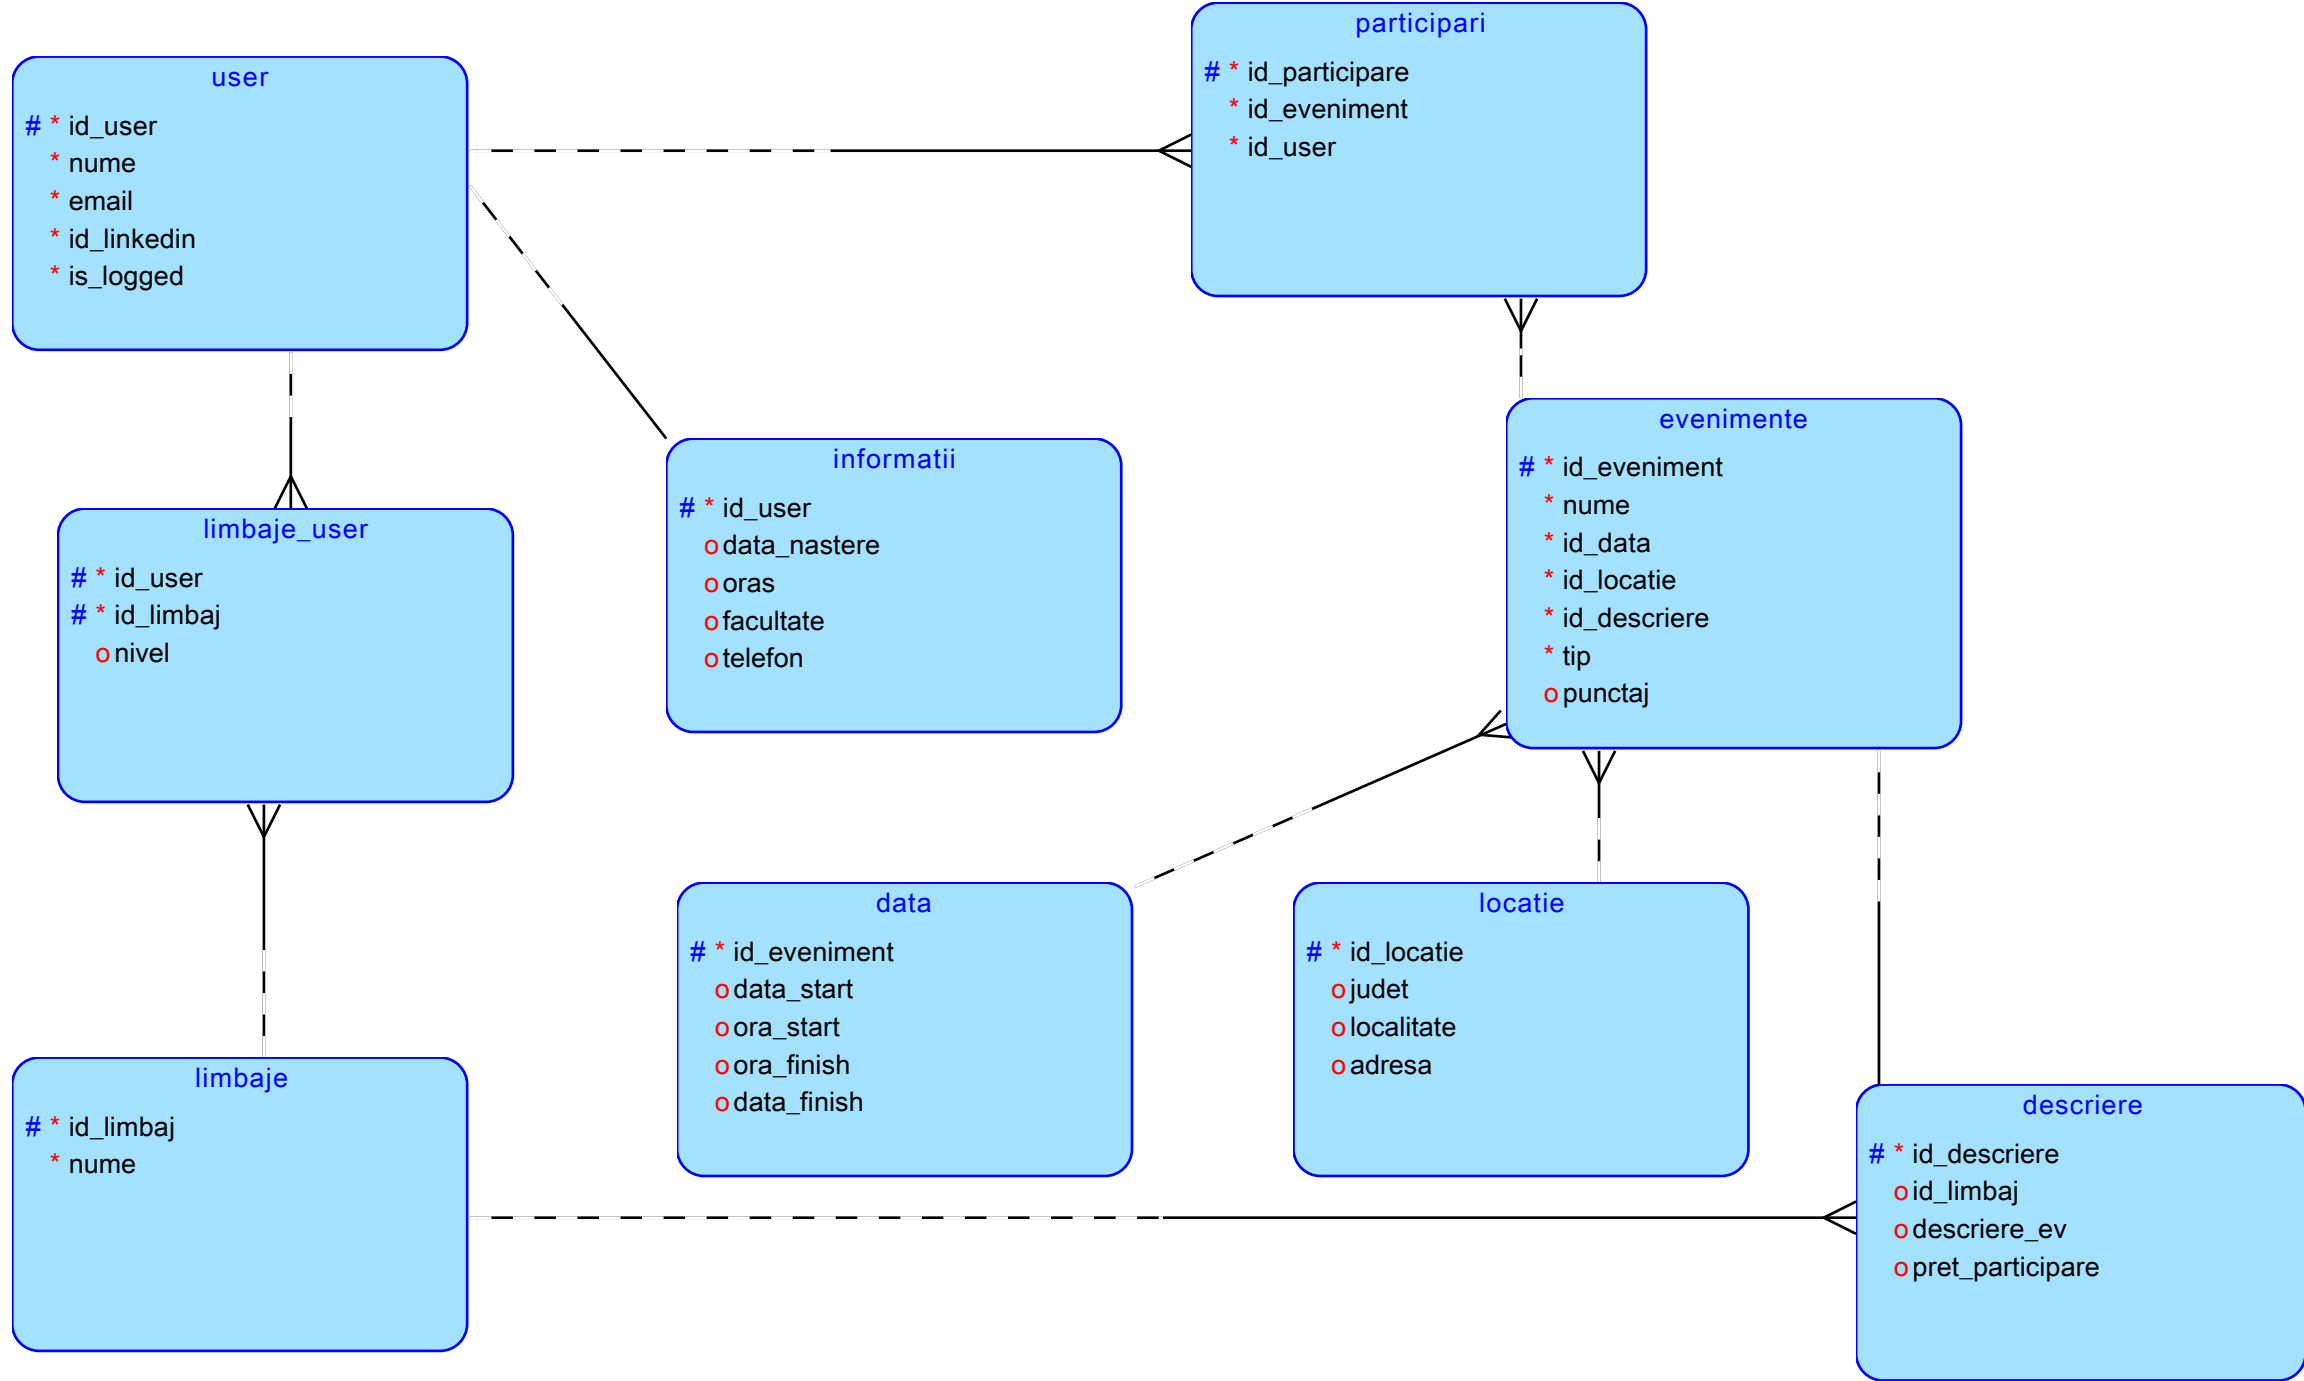 participari
# * id_participare
* id_eveniment
* id_user
user
# * id_user
* nume
* email
* id_linkedin
* is_logged
evenimente
# * id_eveniment
* nume
* id_data
* id_locatie
* id_descriere
* tip
o punctaj
informatii
# * id_user
o data_nastere
o oras
o facultate
o telefon
limbaje_user
# * id_user
# * id_limbaj
o nivel
data
# * id_eveniment
o data_start
o ora_start
o ora_finish
o data_finish
locatie
# * id_locatie
o judet
o localitate
o adresa
limbaje
# * id_limbaj
* nume
descriere
# * id_descriere
o id_limbaj
o descriere_ev
o pret_participare